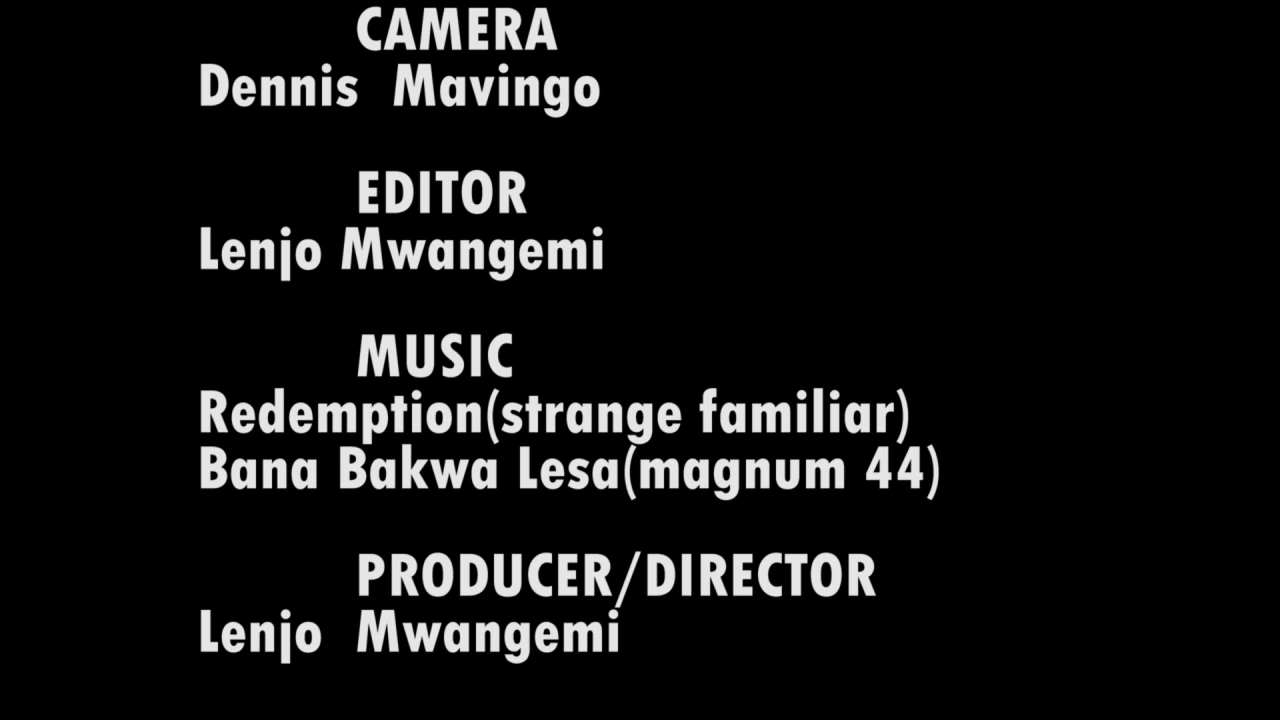 CAMERA
Dennis Mavingo
EDITOR
Lenjo Mwangemi
MUSIC
Redemption(strange familiar)
Bana Bakwa Lesa(magnum 44)
PRODUCER/DIRECTOR
Lenjo Mwangemi